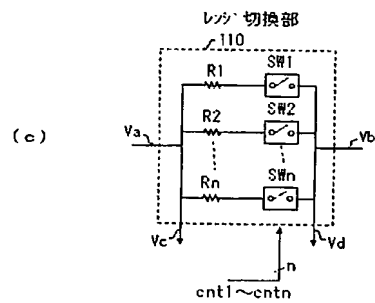 レンジ切換部
110
R1
SW1
R2
SW2
(c)
Va
Vb
Rn
SWn
Vc
Vd
n
cnt1～cntn